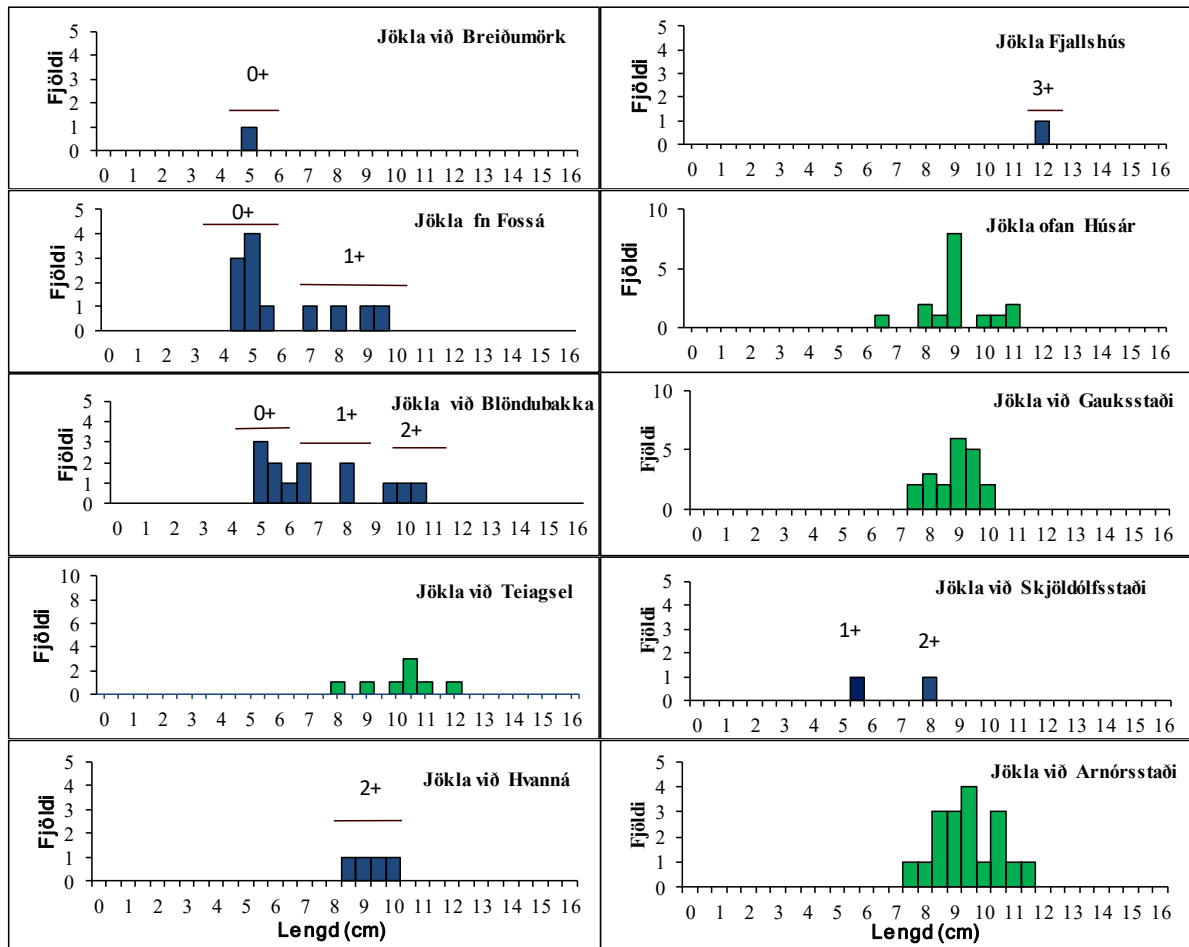 Jökla við Breiðumörk
Fjöldi
5
4
3
2
1
0
0+
0 1 2 3 4 5 6 7 8 9 10 11 12 13 14 15 16
Jökla Fjallshús
Fjöldi
5
4
3
2
1
0
3+
0 1 2 3 4 5 6 7 8 9 10 11 12 13 14 15 16
Jökla fn Fossá
Fjöldi
5
4
3
2
1
0
0+
1+
0 1 2 3 4 5 6 7 8 9 10 11 12 13 14 15 16
Jökla ofan Húsár
Fjöldi
10
5
0
0 1 2 3 4 5 6 7 8 9 10 11 12 13 14 15 16
Jökla við Blöndubakka
Fjöldi
5
4
3
2
1
0
0+ 1+
2+
0 1 2 3 4 5 6 7 8 9 10 11 12 13 14 15 16
Jökla við Gauksstaði
Fjöldi
10
5
0
0 1 2 3 4 5 6 7 8 9 10 11 12 13 14 15 16
Jökla við Teiagsel
Fjöldi
10
8
6
4
2
0
0 1 2 3 4 5 6 7 8 9 10 11 12 13 14 15 16
Jökla við Skjöldólfsstaði
Fjöldi
5
4
3
2
1
0
1+
2+
0 1 2 3 4 5 6 7 8 9 10 11 12 13 14 15 16
Jökla við Hvanná
Fjöldi
5
4
3
2
1
0
2+
0 1 2 3 4 5 6 7 8 9 10 11 12 13 14 15 16
Lengd (cm)
Jökla við Arnórsstaði
Fjöldi
5
4
3
2
1
0
0 1 2 3 4 5 6 7 8 9 10 11 12 13 14 15 16
Lengd (cm)